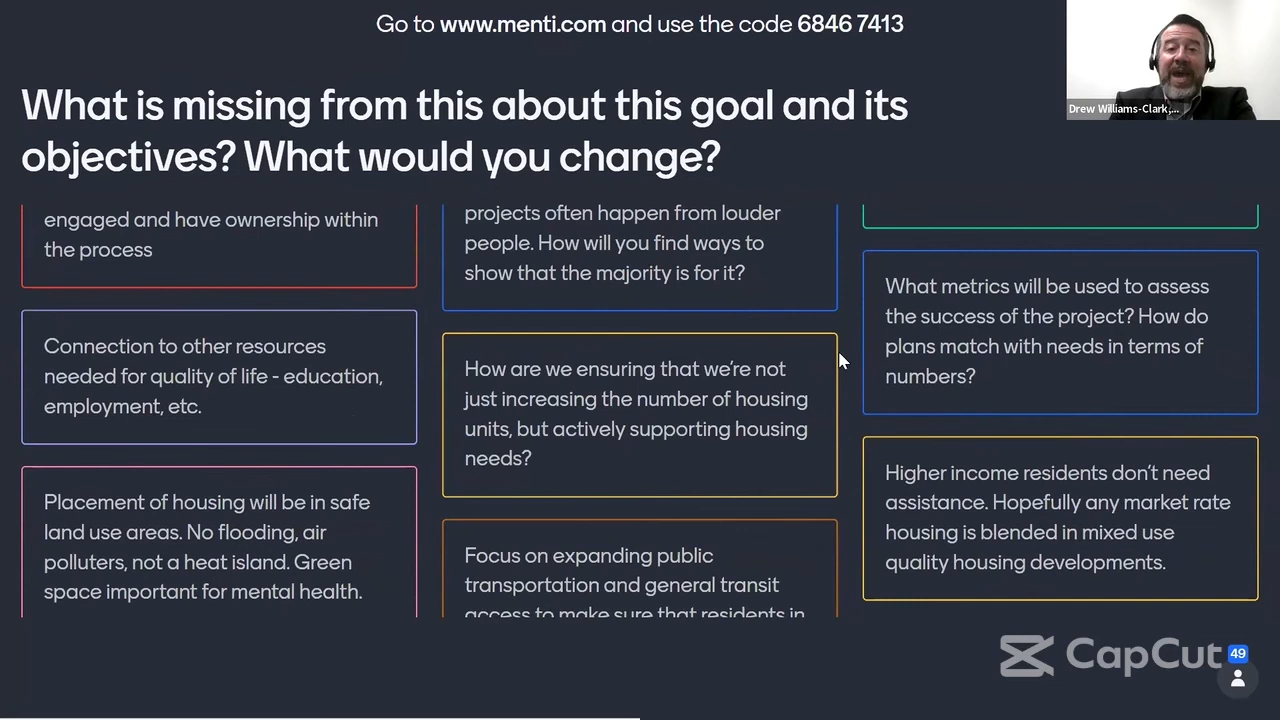 Go to www.menti.com and use the code 6846 7413
Drew Williams-Clark,...
What is missing from this about this goal and its
objectives? What would you change?
engaged and have ownership within
the process
Connection to other resources
needed for quality of life - education,
employment, etc.
Placement of housing will be in safe
land use areas. No flooding, air
polluters, not a heat island. Green
space important for mental health.
projects often happen from louder
people. How will you find ways to
show that the majority is for it?
How are we ensuring that we're not
just increasing the number of housing
units, but actively supporting housing
needs?
Focus on expanding public
transportation and general transit
access to make sure that residents in
What metrics will be used to assess
the success of the project? How do
plans match with needs in terms of
numbers?
Higher income residents don't need
assistance. Hopefully any market rate
housing is blended in mixed use
quality housing developments.
CapCut
49